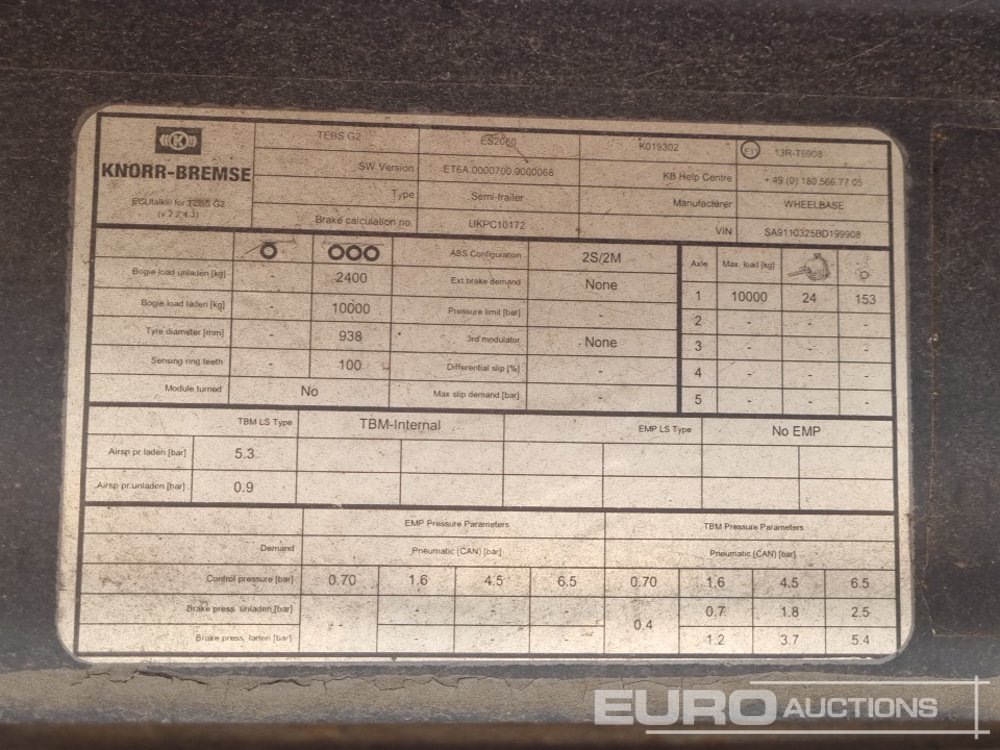 KNORR-BREMSE
ECUtalk® for TEBS G2
(v 2.2.4.3)
TEBS G2 ES2060 K019302 E11 13R-T5908
SW Version ET6A.0000700.9000068 KB Help Centre + 49 (0) 180 566 77 05
Type Semi-trailer Manufacturer WHEELBASE
Brake calculation no. UKPC10172 VIN SA9110325BD199908
ABS Configuration 2S/2M Axle Max. load [kg]
Bogie load unladen [kg] - 2400 Ext brake demand None 1 10000 24 153
Bogie load laden [kg] - 10000 Pressure limit [bar] - 2 - - -
Tyre diameter [mm] - 938 3rd modulator None 3 - - -
Sensing ring teeth - 100 Differential slip [%] - 4 - - -
Module turned No Max slip demand [bar] - 5 - - -
TBM LS Type TBM-Internal EMP LS Type No EMP
Airsp pr.laden [bar] 5.3
Airsp pr.unladen [bar] 0.9
EMP Pressure Parameters TBM Pressure Parameters
Demand Pneumatic (CAN) [bar] Pneumatic (CAN) [bar]
Control pressure [bar] 0.70 1.6 4.5 6.5 0.70 1.6 4.5 6.5
Brake press. unladen [bar] - - - - 0.4 0.7 1.8 2.5
Brake press. laden [bar] - - - 1.2 3.7 5.4
EURO AUCTIONS